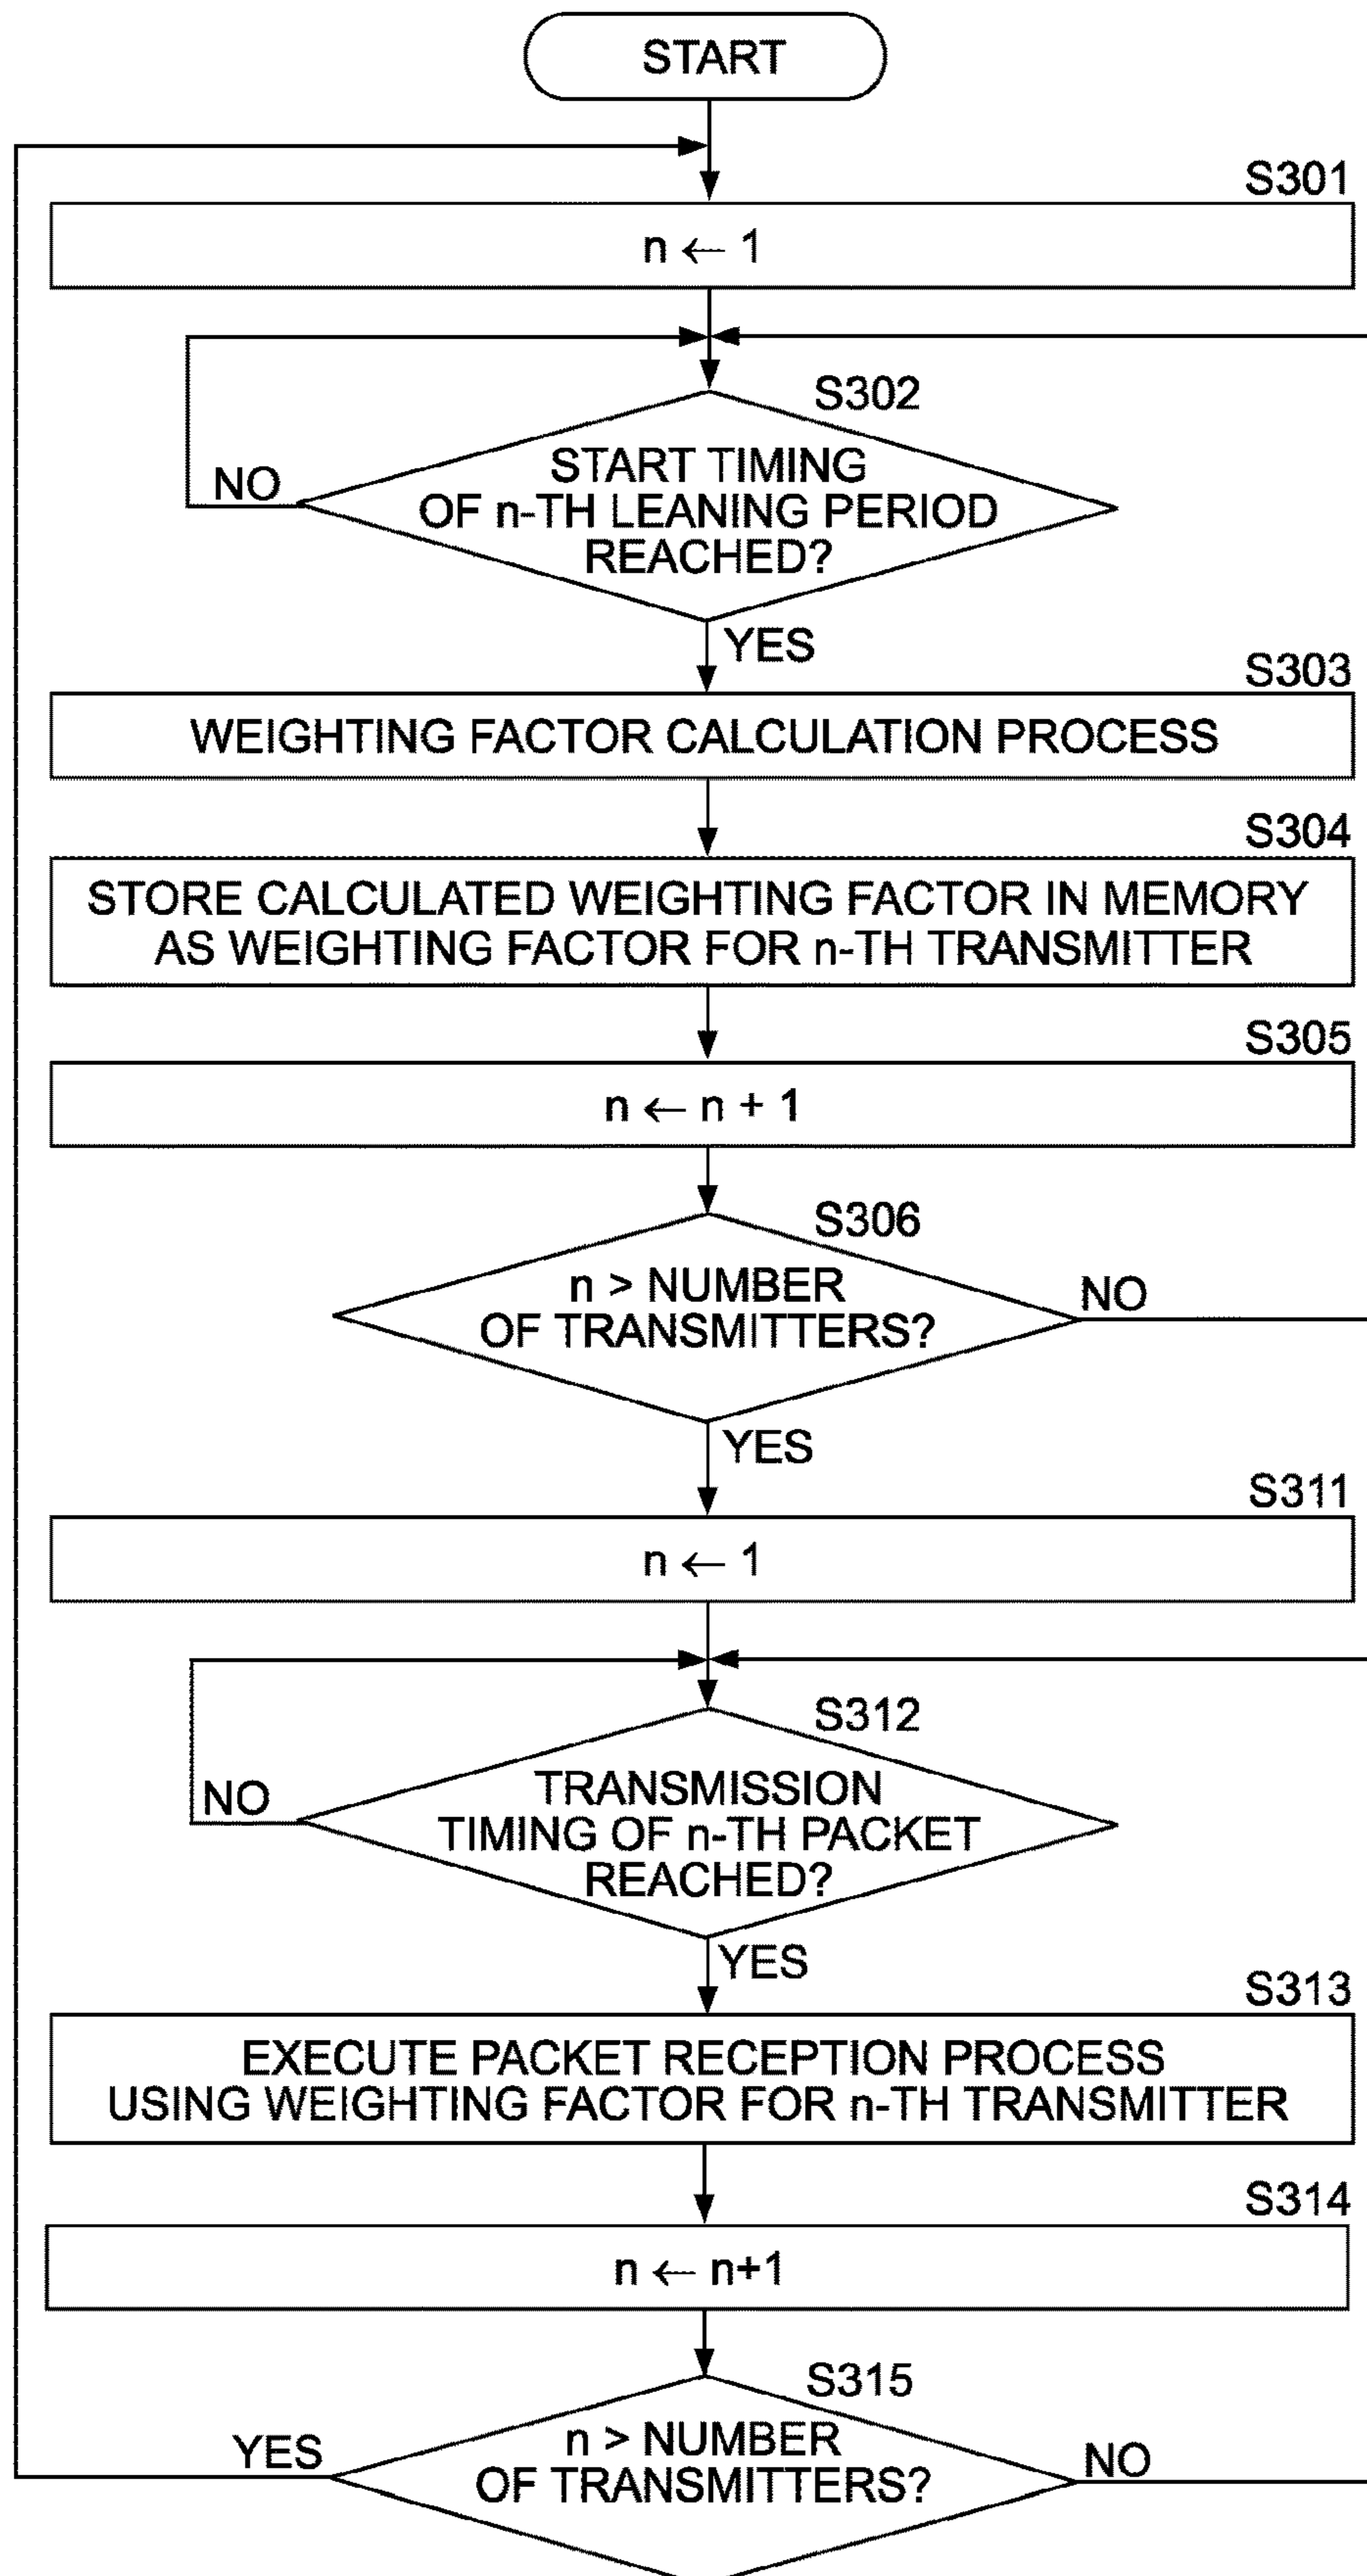 START
S301
n ← 1
S302
START TIMING
OF n-TH LEANING PERIOD
REACHED?
NO
YES
S303
WEIGHTING FACTOR CALCULATION PROCESS
S304
STORE CALCULATED WEIGHTING FACTOR IN MEMORY
AS WEIGHTING FACTOR FOR n-TH TRANSMITTER
S305
n ← n + 1
S306
n > NUMBER
OF TRANSMITTERS?
NO
YES
S311
n ← 1
S312
TRANSMISSION
TIMING OF n-TH PACKET
REACHED?
NO
YES
S313
EXECUTE PACKET RECEPTION PROCESS
USING WEIGHTING FACTOR FOR n-TH TRANSMITTER
S314
n ← n+1
S315
n > NUMBER
OF TRANSMITTERS?
YES
NO